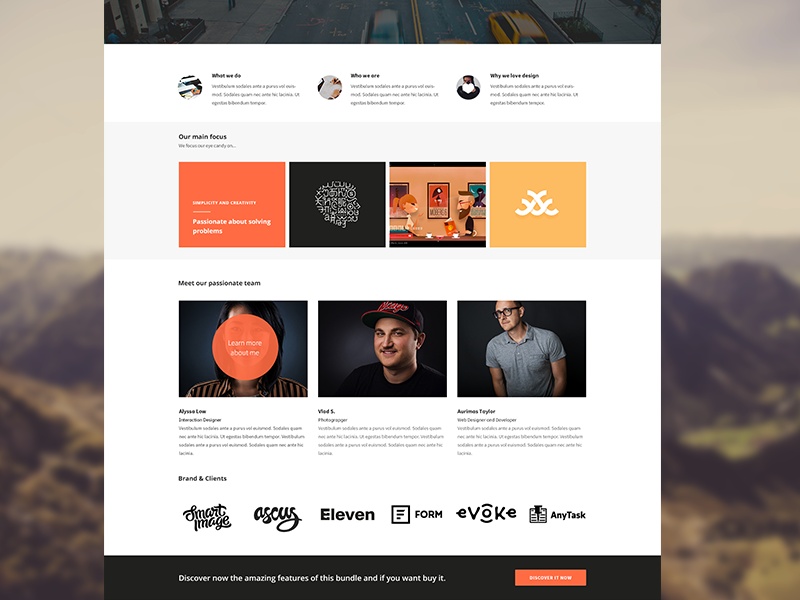 What we do
Vestibulum sodales ante a purus vel euis-
mod. Sodales quam nec ante hic lacinia. Ut
egestas bibendum tempor.
Who we are
Vestibulum sodales ante a purus vel euis-
mod. Sodales quam nec ante hic lacinia. Ut
egestas bibendum tempor.
Why we love design
Vestibulum sodales ante a purus vel euis-
mod. Sodales quam nec ante hic lacinia. Ut
egestas bibendum tempor.
Our main focus
We focus our eye candy on...
SIMPLICITY AND CREATIVITY
Passionate about solving
problems
Meet our passionate team
Learn more
about me
Alyssa Low
Interaction Designer
Vestibulum sodales ante a purus vel euismod. Sodales quam
nec ante hic lacinia. Ut egestas bibendum tempor. Vestibulum
sodales ante a purus vel euismod. Sodales quam nec ante hic
lacinia.
Vlad S.
Photograpger
Vestibulum sodales ante a purus vel euismod. Sodales quam
nec ante hic lacinia. Ut egestas bibendum tempor. Vestibulum
sodales ante a purus vel euismod. Sodales quam nec ante hic
lacinia.
Aurimas Taylor
Web Designer and Developer
Vestibulum sodales ante a purus vel euismod. Sodales quam
nec ante hic lacinia. Ut egestas bibendum tempor. Vestibulum
sodales ante a purus vel euismod. Sodales quam nec ante hic
lacinia.
Brand & Clients
Smart
Image
ascus
Eleven
FORM
eVOKe
AnyTask
Discover now the amazing features of this bundle and if you want buy it.
DISCOVER IT NOW